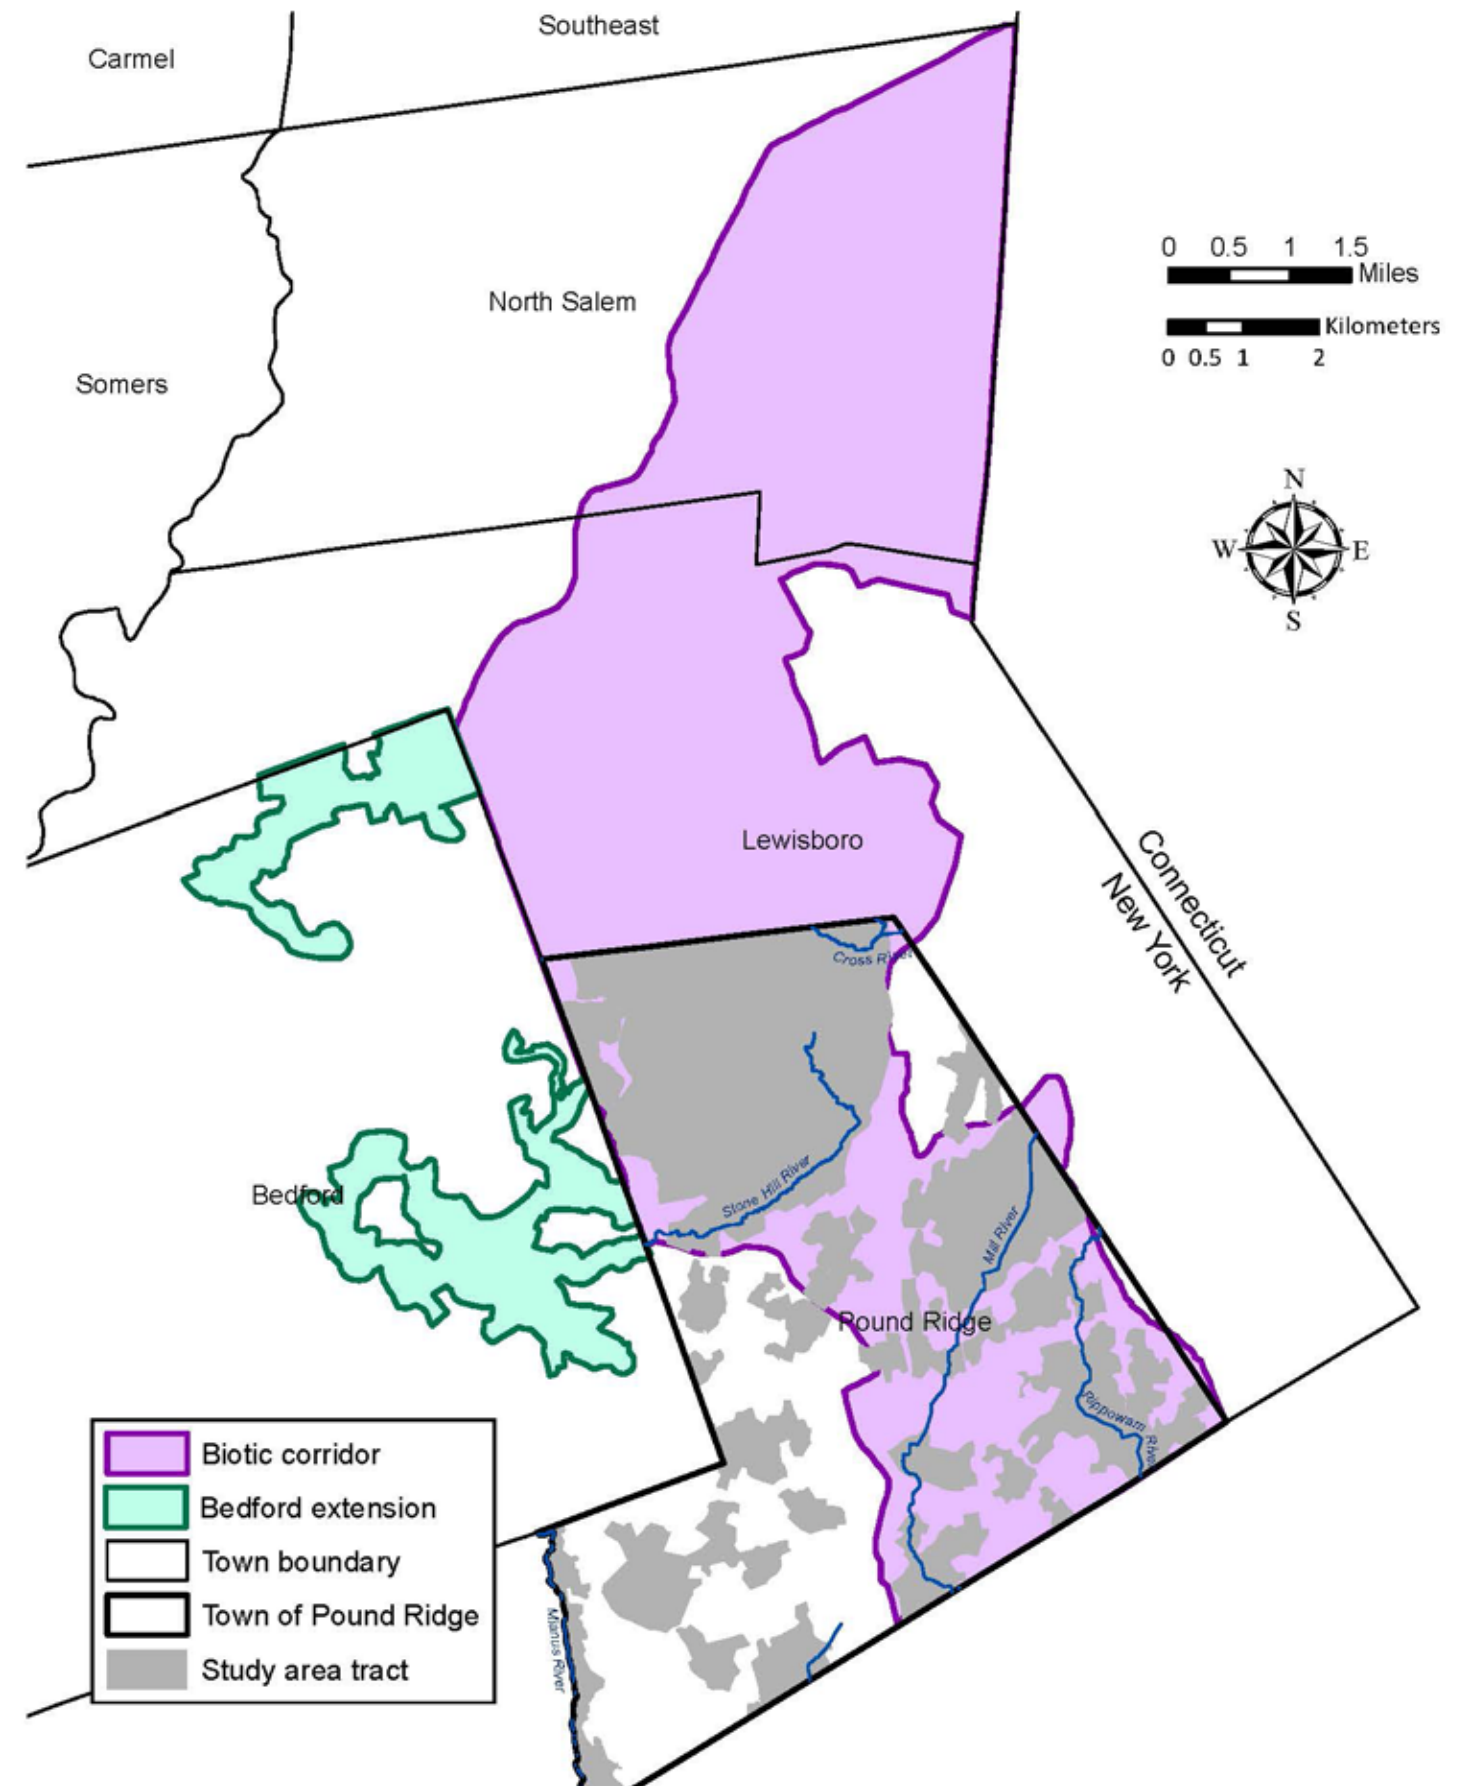 Southeast
Carmel
0 0.5 1 1.5
Miles
North Salem
Kilometers
0 0.5 1 2
Somers
N
W E
S
Lewisboro
Connecticut
New York
Cross River
Stone Hill River
Bedford
Mill River
Pound Ridge
Rippowam River
Biotic corridor
Bedford extension
Town boundary
Town of Pound Ridge
Study area tract
Mianus River